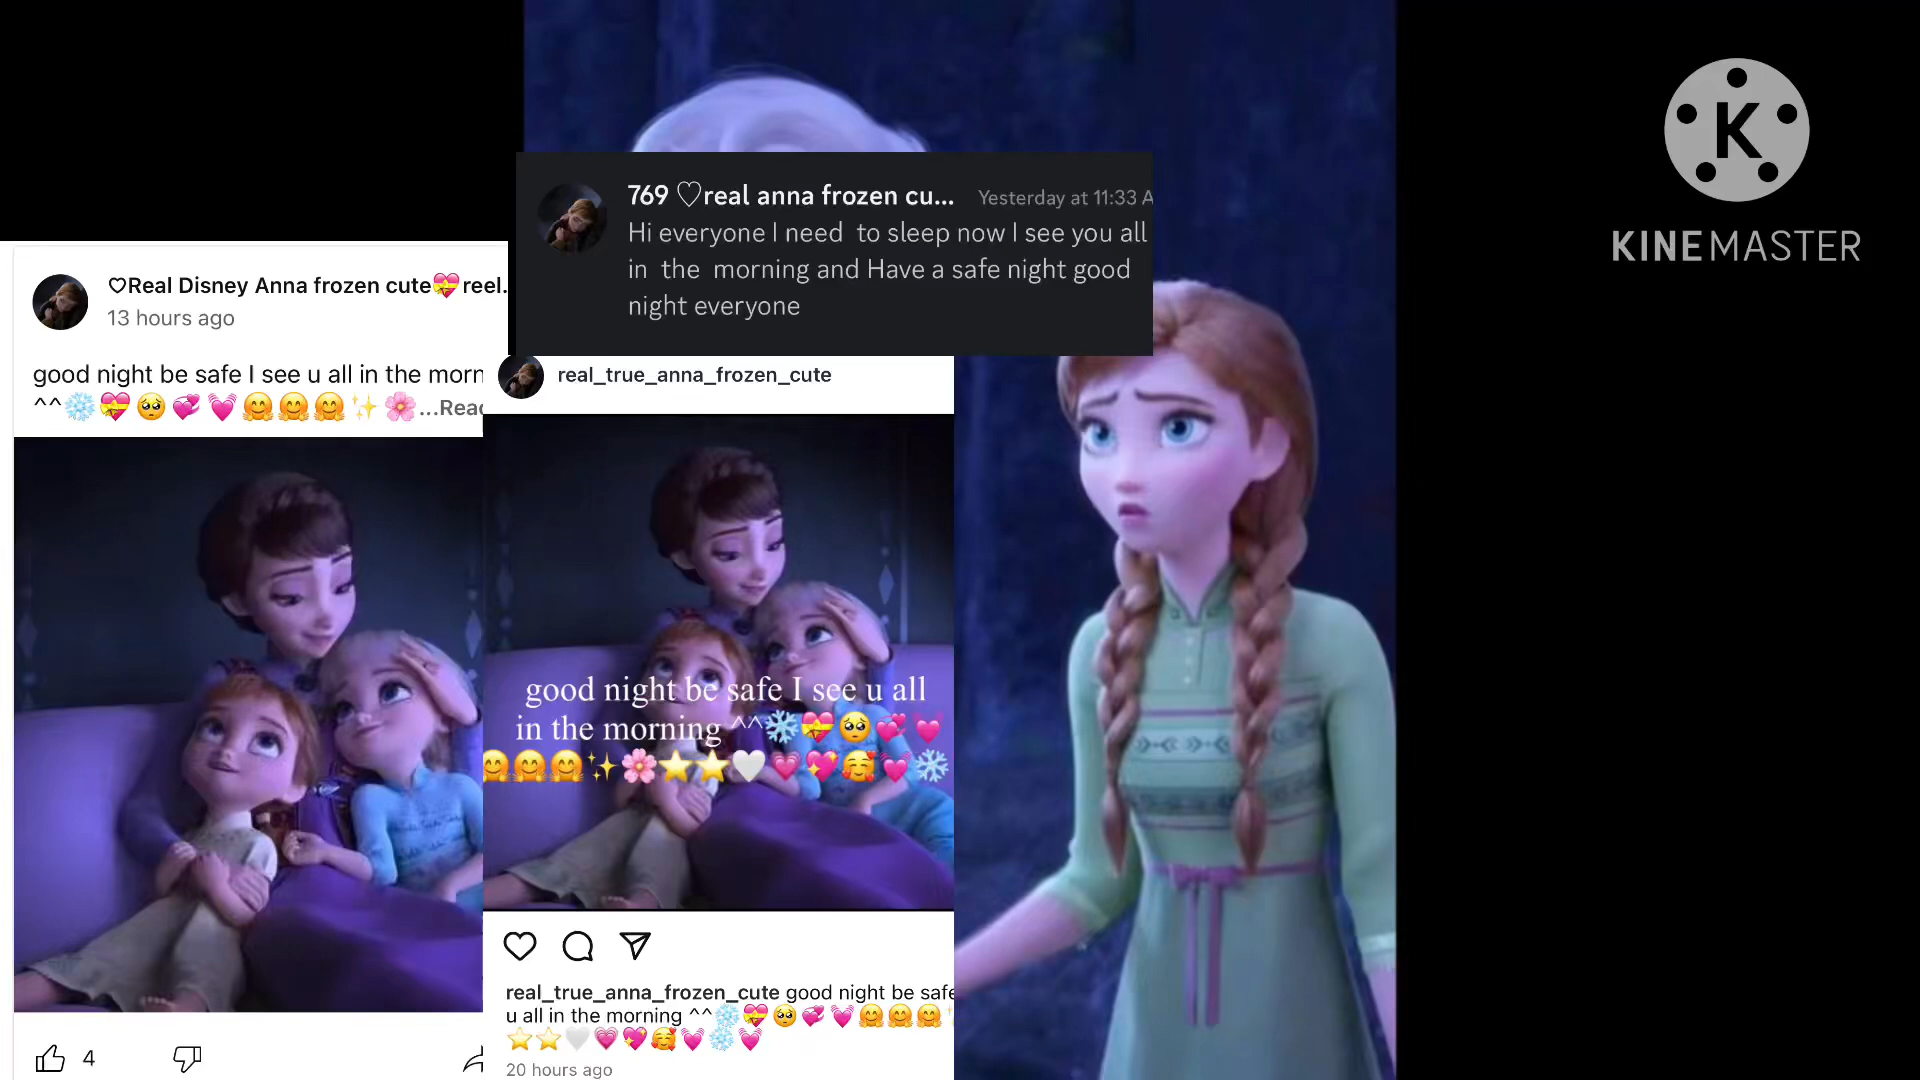 769 ♡real anna frozen cu... Yesterday at 11:33 A
Hi everyone I need to sleep now I see you all
in the morning and Have a safe night good
night everyone
K
KINEMASTER
♡Real Disney Anna frozen cute💝reel.
13 hours ago
good night be safe I see u all in the morn
^^❄️💝🥺💞💓🤗🤗🤗✨🌸...Read
4
real_true_anna_frozen_cute
good night be safe I see u all
in the morning ^^❄️💝🥺💞💓
🤗🤗🤗✨🌸⭐⭐🤍💗💖🥰💓❄️
real_true_anna_frozen_cute good night be safe
u all in the morning ^^❄️💝🥺💞💓🤗🤗🤗✨
⭐⭐🤍💗💖🥰💓❄️💓
20 hours ago